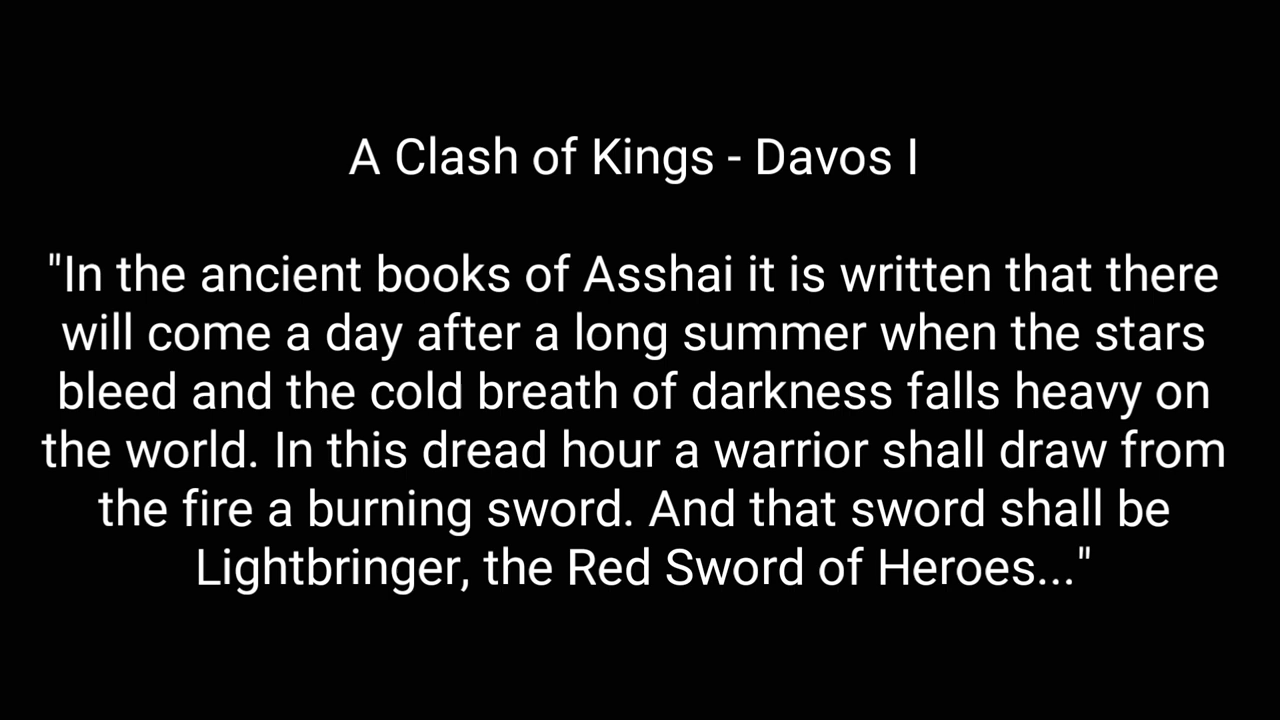 A Clash of Kings - Davos I
"In the ancient books of Asshai it is written that there
will come a day after a long summer when the stars
bleed and the cold breath of darkness falls heavy on
the world. In this dread hour a warrior shall draw from
the fire a burning sword. And that sword shall be
Lightbringer, the Red Sword of Heroes..."